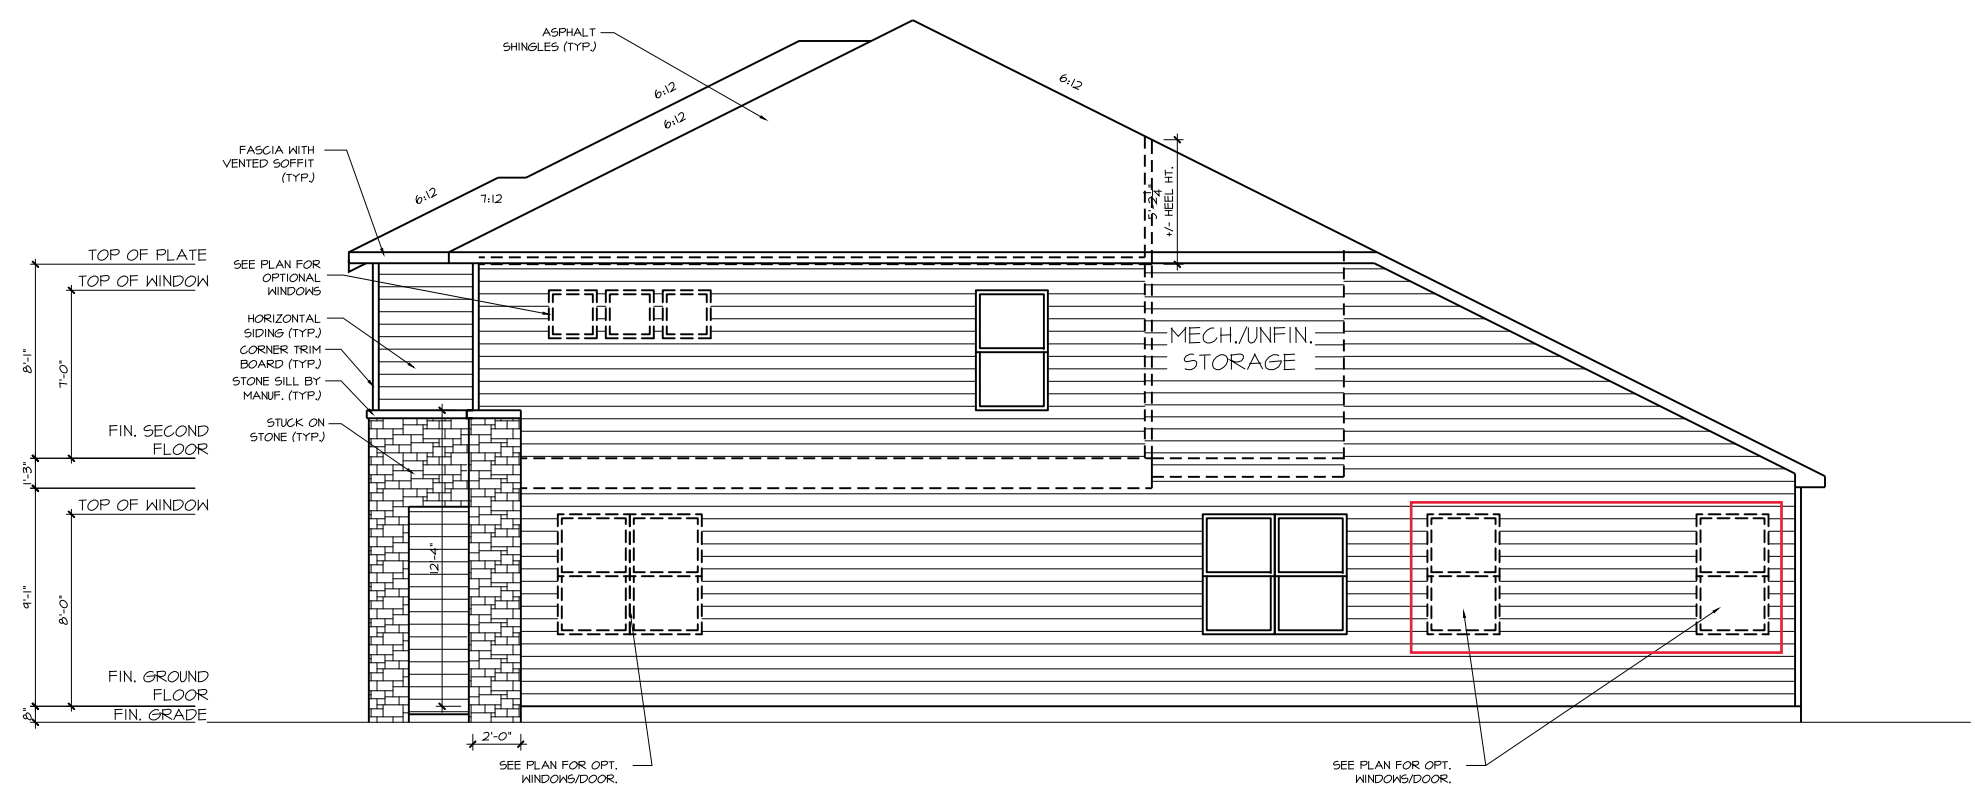 ASPHALT
SHINGLES (TYP.)
6:12
6:12
6:12
FASCIA WITH
VENTED SOFFIT
(TYP.)
6:12
7:12
5'-2 1/4"
+/- HEEL HT.
TOP OF PLATE
TOP OF WINDOW
SEE PLAN FOR
OPTIONAL
WINDOWS
HORIZONTAL
SIDING (TYP.)
CORNER TRIM
BOARD (TYP.)
STONE SILL BY
MANUF. (TYP.)
STUCK ON
STONE (TYP.)
MECH./UNFIN.
STORAGE
8'-1"
7'-0"
FIN. SECOND
FLOOR
1'-3"
TOP OF WINDOW
12'-4"
9'-1"
8'-0"
FIN. GROUND
FLOOR
FIN. GRADE
8"
2'-0"
SEE PLAN FOR OPT.
WINDOWS/DOOR.
SEE PLAN FOR OPT.
WINDOWS/DOOR.